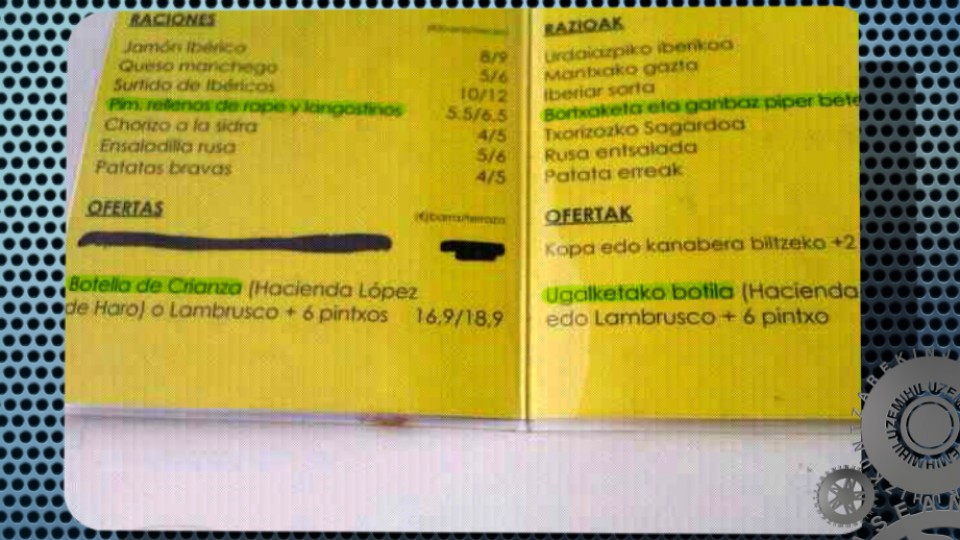 RACIONES
Jamón Ibérico 8/9
Queso manchego 5/6
Surtido de Ibéricos 10/12
Pim. rellenos de rape y langostinos 5.5/6.5
Chorizo a la sidra 4/5
Ensaladilla rusa 5/6
Patatas bravas 4/5
OFERTAS (€)barra/terraza
Botella de Crianza (Hacienda López
de Haro) o Lambrusco + 6 pintxos 16,9/18,9
RAZIOAK
Urdaiazpiko iberikoa
Mantxako gazta
Iberiar sorta
Bortxaketa eta ganbaz piper bete
Txorizozko Sagardoa
Rusa entsalada
Patata erreak
OFERTAK
Kopa edo kanabera biltzeko +2
Ugalketako botila (Hacienda
edo Lambrusco + 6 pintxo